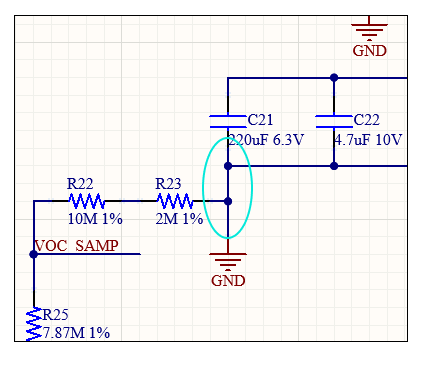 GND
C21
220uF 6.3V
C22
4.7uF 10V
R22
10M 1%
R23
2M 1%
VOC_SAMP
GND
R25
7.87M 1%